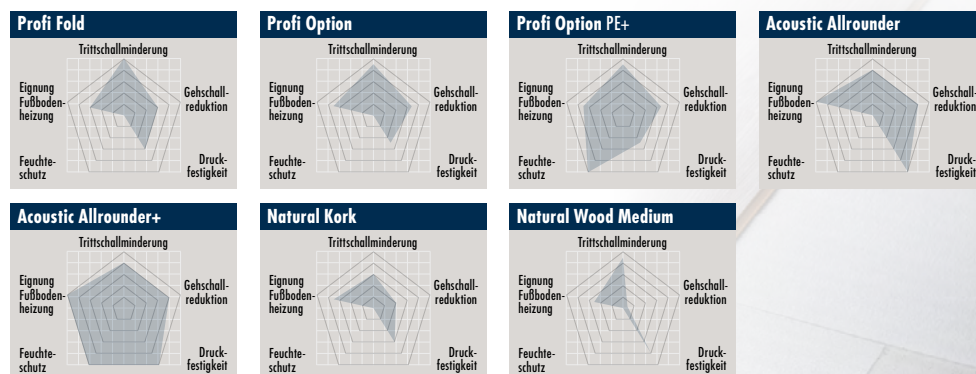 Profi Fold
Trittschallminderung
Eignung
Fußboden-
heizung
Gehschall-
reduktion
Feuchte-
schutz
Druck-
festigkeit
Profi Option
Trittschallminderung
Eignung
Fußboden-
heizung
Gehschall-
reduktion
Feuchte-
schutz
Druck-
festigkeit
Profi Option PE+
Trittschallminderung
Eignung
Fußboden-
heizung
Gehschall-
reduktion
Feuchte-
schutz
Druck-
festigkeit
Acoustic Allrounder
Trittschallminderung
Eignung
Fußboden-
heizung
Gehschall-
reduktion
Feuchte-
schutz
Druck-
festigkeit
Acoustic Allrounder+
Trittschallminderung
Eignung
Fußboden-
heizung
Gehschall-
reduktion
Feuchte-
schutz
Druck-
festigkeit
Natural Kork
Trittschallminderung
Eignung
Fußboden-
heizung
Gehschall-
reduktion
Feuchte-
schutz
Druck-
festigkeit
Natural Wood Medium
Trittschallminderung
Eignung
Fußboden-
heizung
Gehschall-
reduktion
Feuchte-
schutz
Druck-
festigkeit